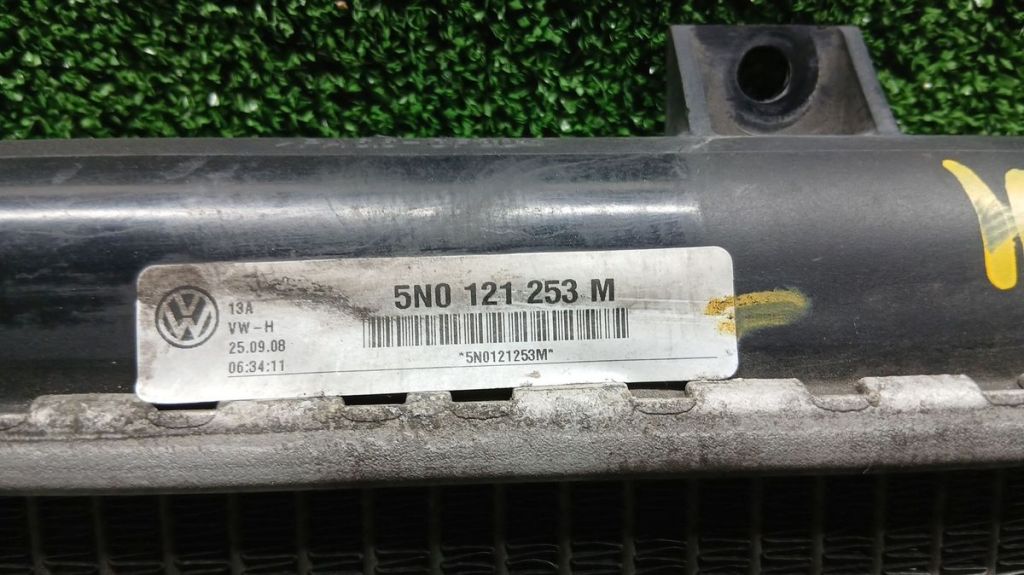 5N0 121 253 M
13A
VW-H
25.09.08
06:34:11
*5N0121253M*